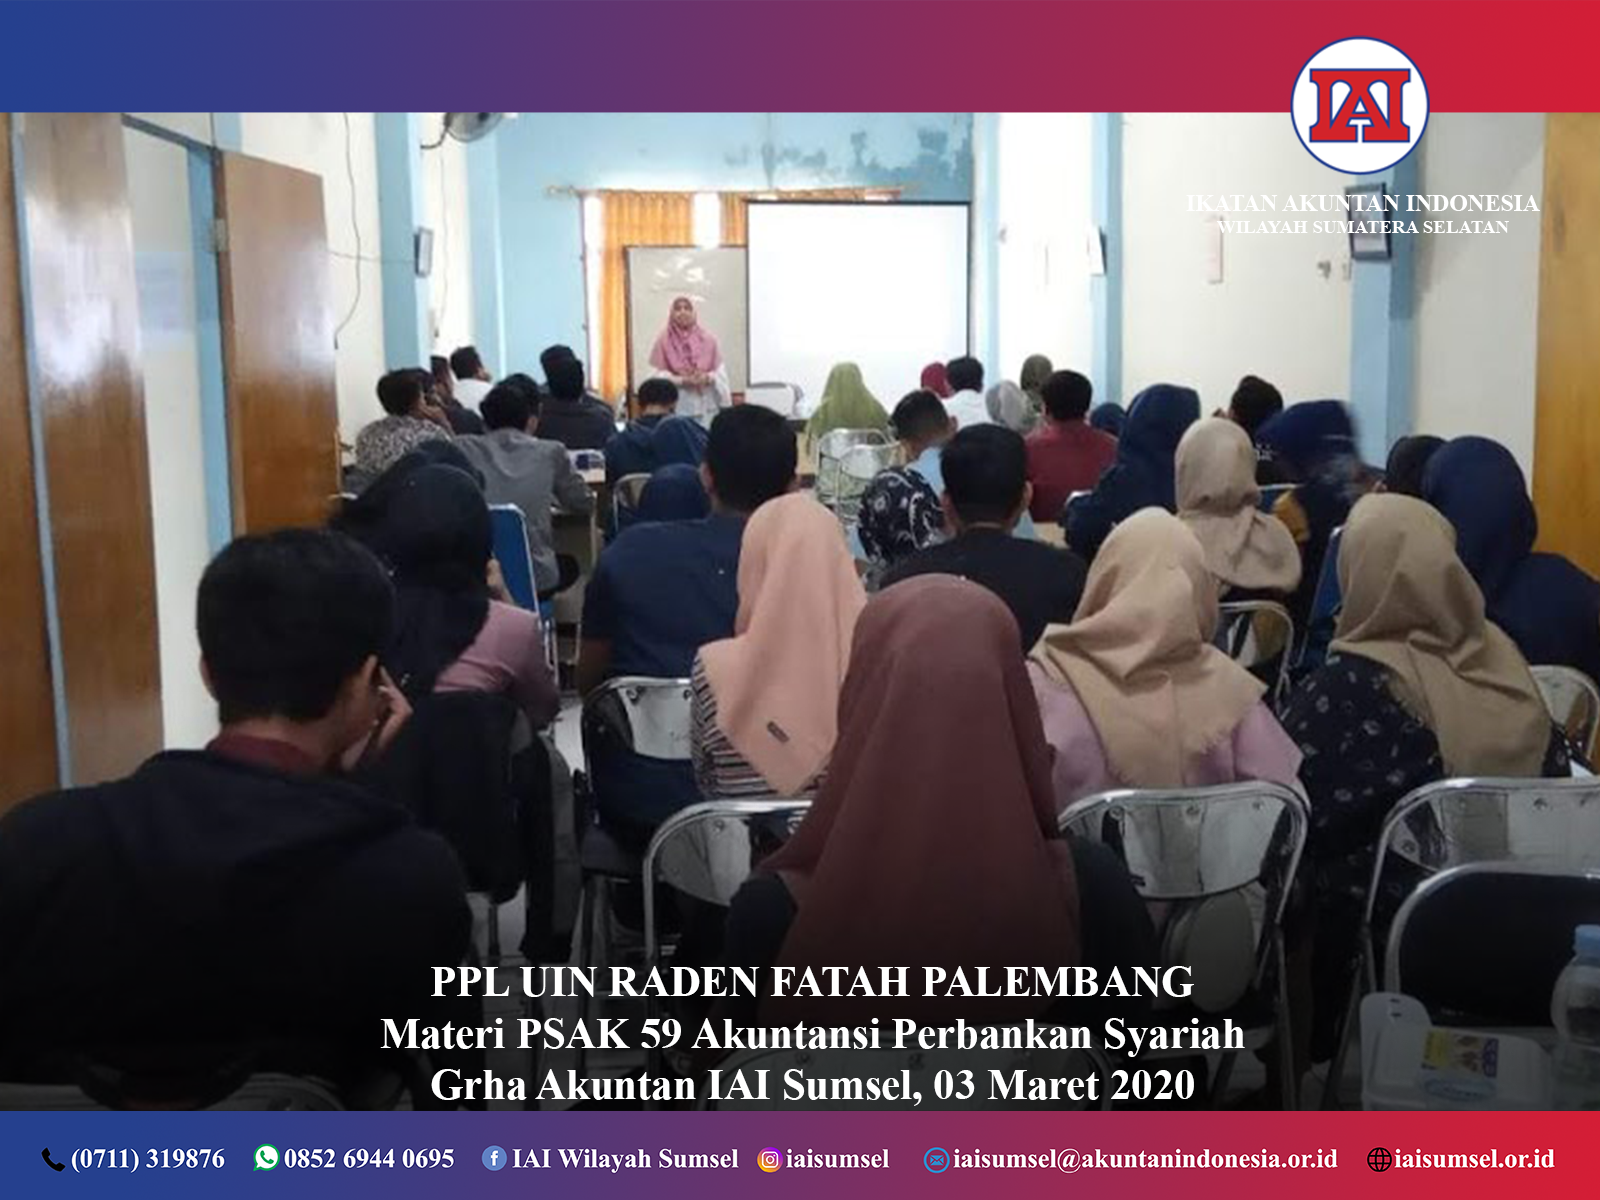 IAI
IKATAN AKUNTAN INDONESIA
WILAYAH SUMATERA SELATAN
PPL UIN RADEN FATAH PALEMBANG
Materi PSAK 59 Akuntansi Perbankan Syariah
Grha Akuntan IAI Sumsel, 03 Maret 2020
(0711) 319876 0852 6944 0695 IAI Wilayah Sumsel iaisumsel iaisumsel@akuntanindonesia.or.id iaisumsel.or.id